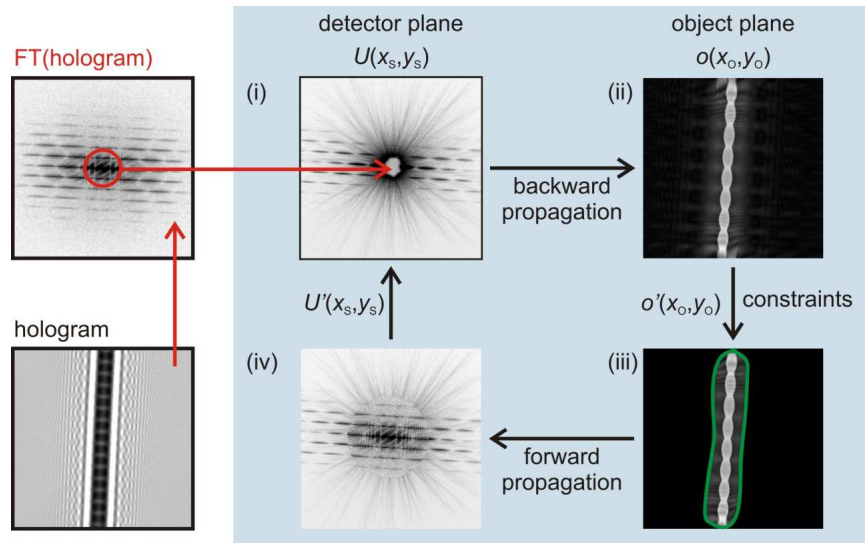 FT(hologram)
hologram
detector plane
U(xₛ,yₛ)
object plane
o(xₒ,yₒ)
(i)
(ii)
backward
propagation
U'(xₛ,yₛ)
o'(xₒ,yₒ)
constraints
(iv)
(iii)
forward
propagation